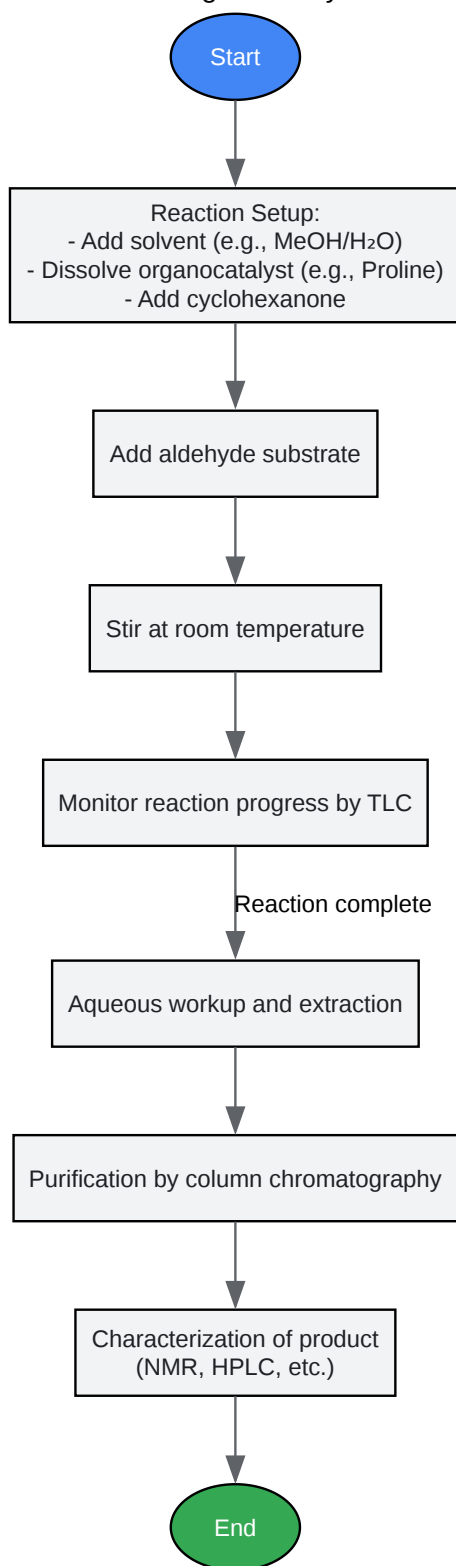 Start
Reaction Setup:
- Add solvent (e.g., MeOH/H₂O)
- Dissolve organocatalyst (e.g., Proline)
- Add cyclohexanone
Add aldehyde substrate
Stir at room temperature
Monitor reaction progress by TLC
Reaction complete
Aqueous workup and extraction
Purification by column chromatography
Characterization of product
(NMR, HPLC, etc.)
End